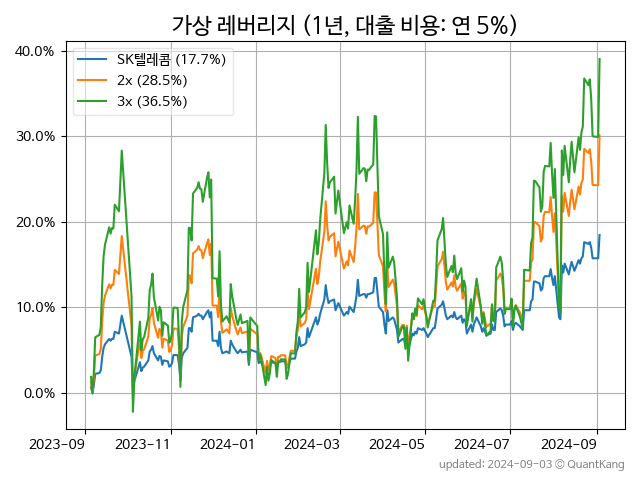 가상 레버리지 (1년, 대출 비용: 연 5%)
SK텔레콤 (17.7%)
2x (28.5%)
3x (36.5%)
40.0%
30.0%
20.0%
10.0%
0.0%
2023-09 2023-11 2024-01 2024-03 2024-05 2024-07 2024-09
updated: 2024-09-03 © QuantKang